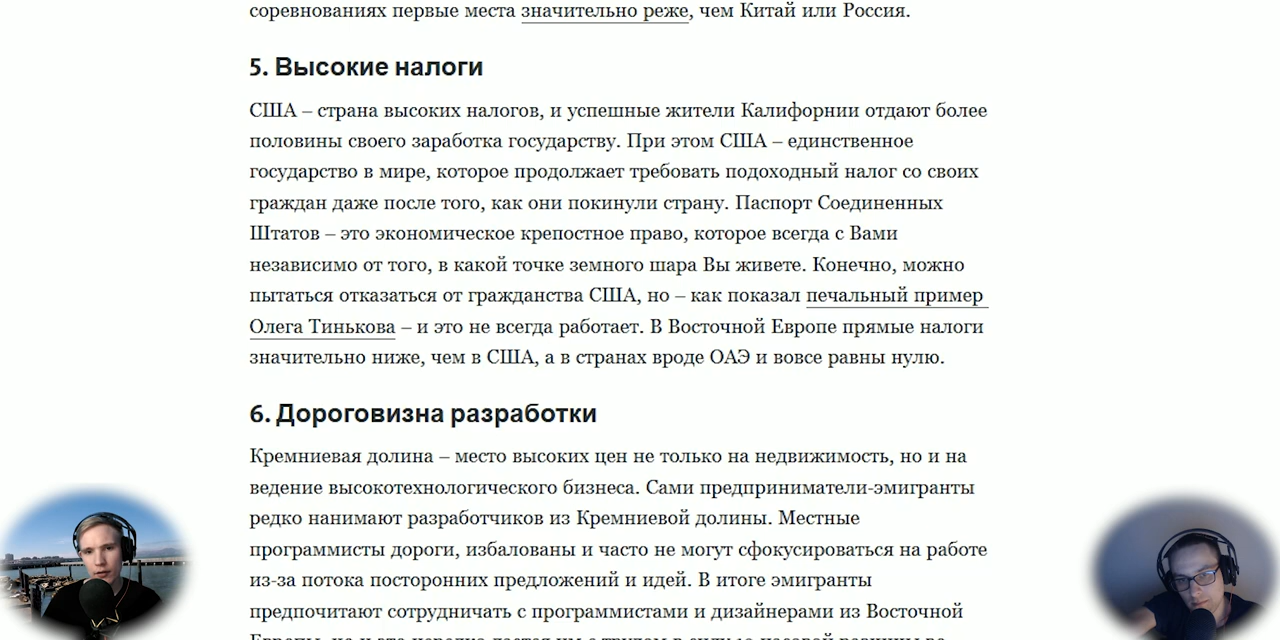 соревнованиях первые места значительно реже, чем Китай или Россия.
5. Высокие налоги
США – страна высоких налогов, и успешные жители Калифорнии отдают более
половины своего заработка государству. При этом США – единственное
государство в мире, которое продолжает требовать подоходный налог со своих
граждан даже после того, как они покинули страну. Паспорт Соединенных
Штатов – это экономическое крепостное право, которое всегда с Вами
независимо от того, в какой точке земного шара Вы живете. Конечно, можно
пытаться отказаться от гражданства США, но – как показал печальный пример
Олега Тинькова – и это не всегда работает. В Восточной Европе прямые налоги
значительно ниже, чем в США, а в странах вроде ОАЭ и вовсе равны нулю.
6. Дороговизна разработки
Кремниевая долина – место высоких цен не только на недвижимость, но и на
ведение высокотехнологического бизнеса. Сами предприниматели-эмигранты
редко нанимают разработчиков из Кремниевой долины. Местные
программисты дороги, избалованы и часто не могут сфокусироваться на работе
из-за потока посторонних предложений и идей. В итоге эмигранты
предпочитают сотрудничать с программистами и дизайнерами из Восточной